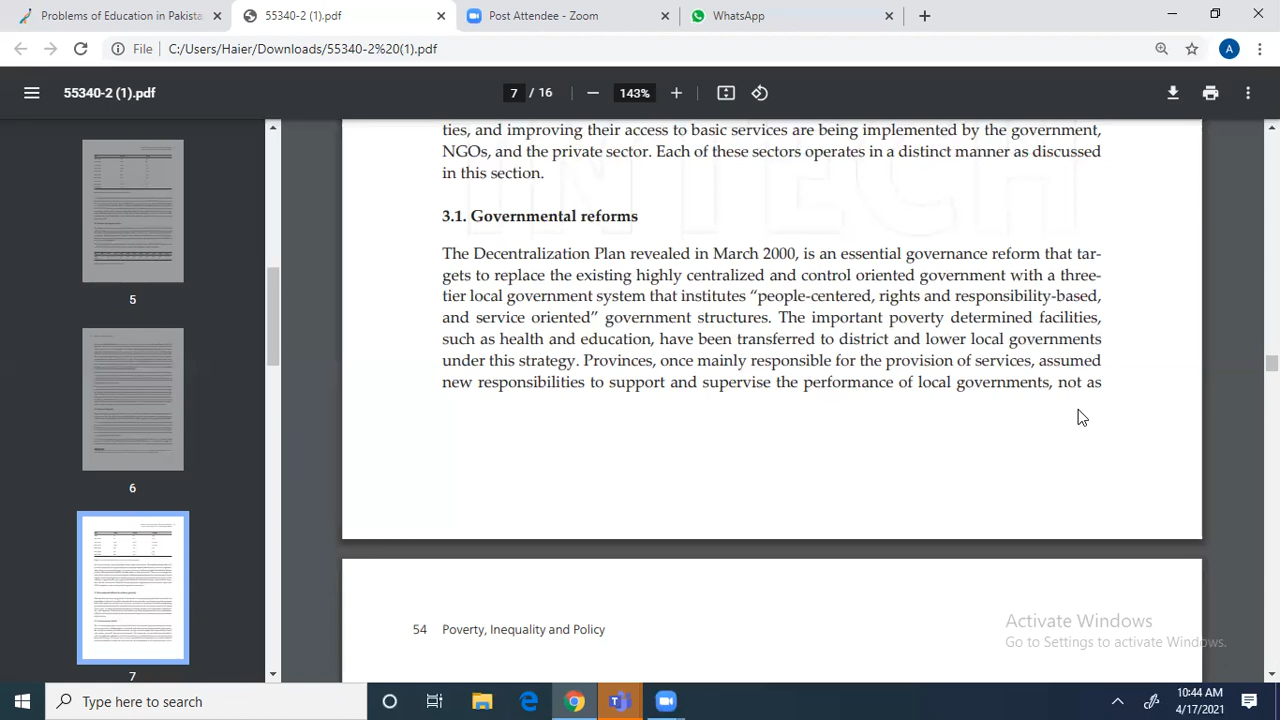 Problems of Education in Pakista
55340-2 (1).pdf
Post Attendee - Zoom
WhatsApp
File
C:/Users/Haier/Downloads/55340-2%20(1).pdf
A
55340-2 (1).pdf
7 / 16
143%
5
6
7
ties, and improving their access to basic services are being implemented by the government,
NGOs, and the private sector. Each of these sectors operates in a distinct manner as discussed
in this section.
INTECH
3.1. Governmental reforms
The Decentralization Plan revealed in March 2000, is an essential governance reform that tar-
gets to replace the existing highly centralized and control oriented government with a three-
tier local government system that institutes “people-centered, rights and responsibility-based,
and service oriented” government structures. The important poverty determined facilities,
such as health and education, have been transferred to district and lower local governments
under this strategy. Provinces, once mainly responsible for the provision of services, assumed
new responsibilities to support and supervise the performance of local governments, not as
54 Poverty, Inequality and Policy
Activate Windows
Go to Settings to activate Windows.
Type here to search
10:44 AM
4/17/2021